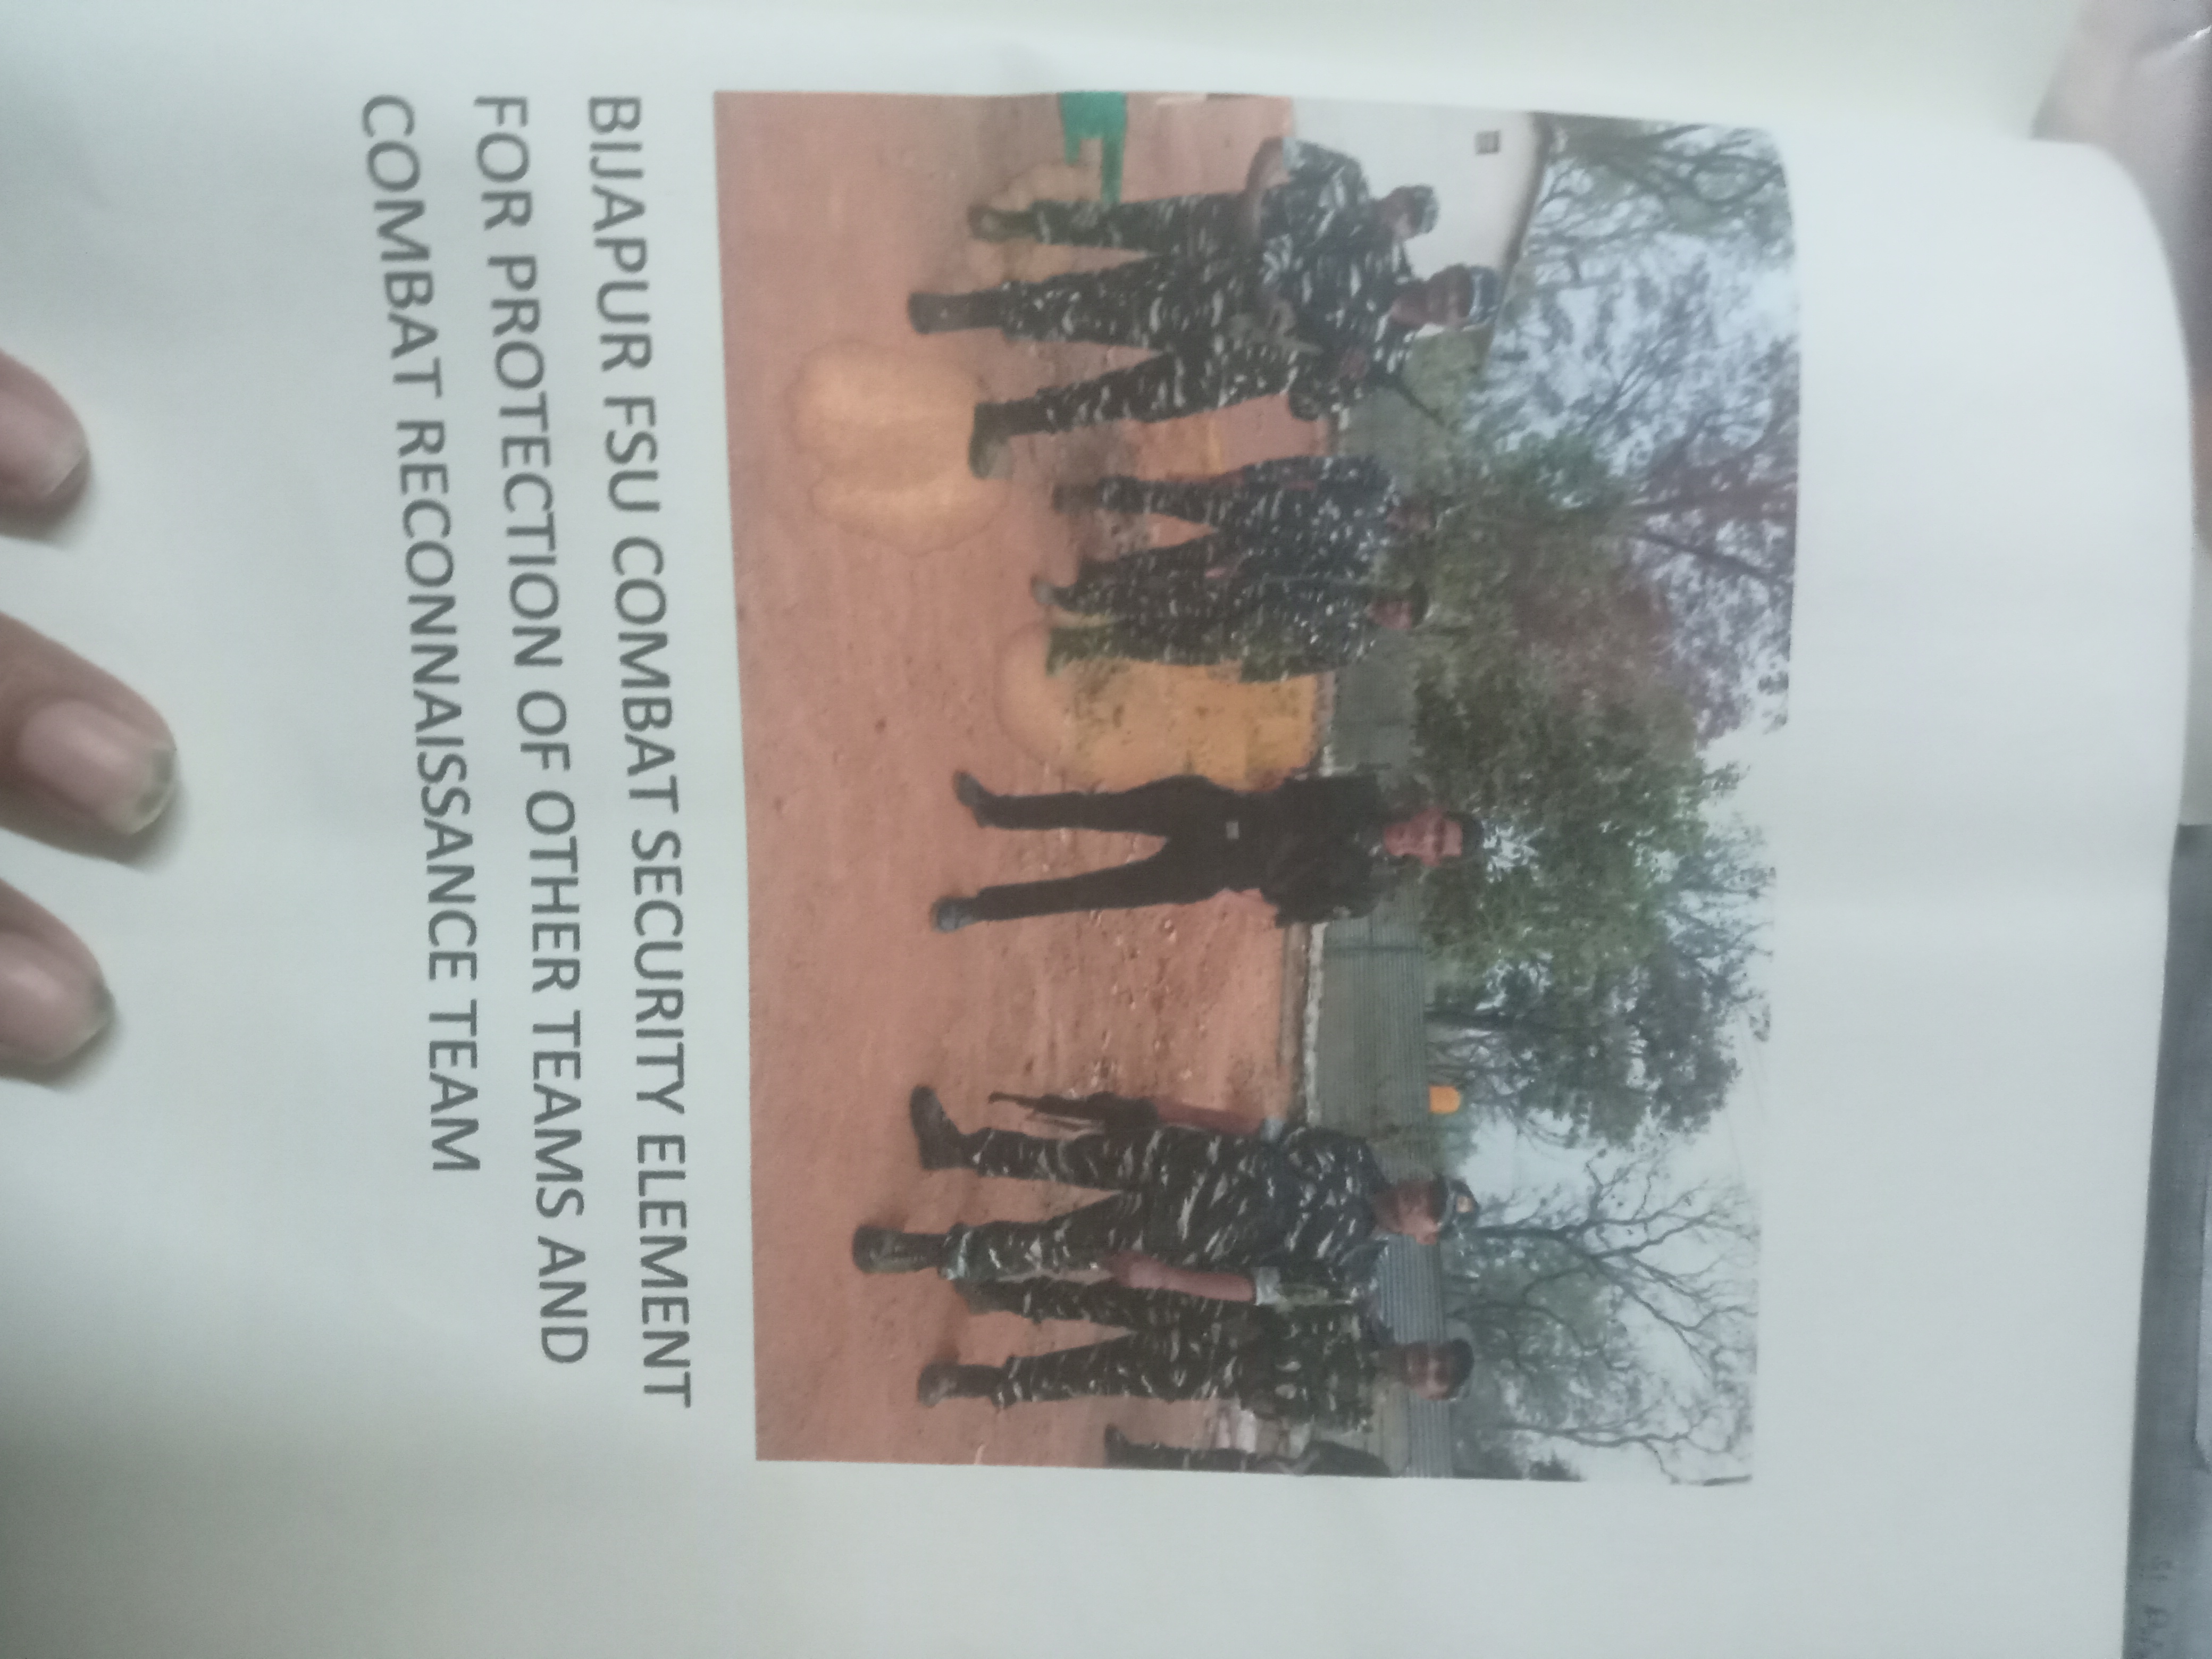 BIJAPUR FSU COMBAT SECURITY ELEMENT
FOR PROTECTION OF OTHER TEAMS AND
COMBAT RECONNAISSANCE TEAM